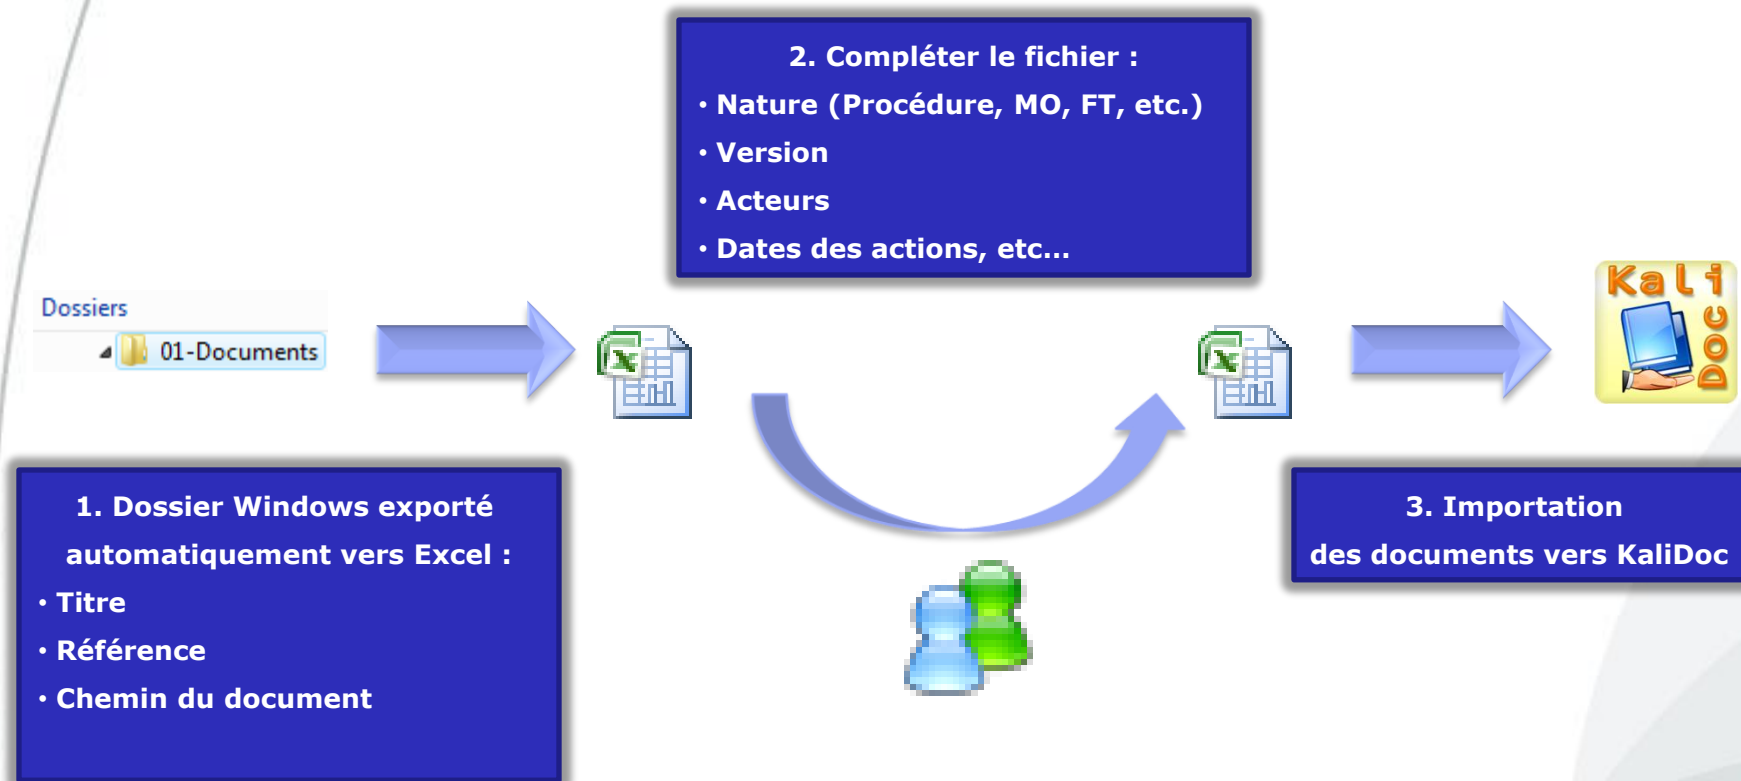 2. Compléter le fichier :
• Nature (Procédure, MO, FT, etc.)
• Version
• Acteurs
• Dates des actions, etc...
Dossiers
01-Documents
Kali
Doc
1. Dossier Windows exporté
automatiquement vers Excel :
• Titre
• Référence
• Chemin du document
3. Importation
des documents vers KaliDoc